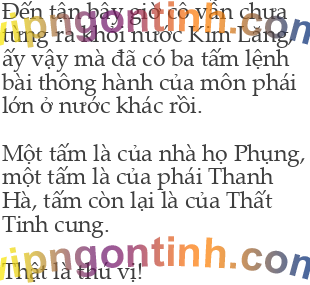 Đến tận bây giờ cô vẫn chưa
từng ra khỏi nước Kim Lăng,
ấy vậy mà đã có ba tấm lệnh
bài thông hành của môn phái
lớn ở nước khác rồi.
Một tấm là của nhà họ Phụng,
một tấm là của phái Thanh
Hà, tấm còn lại là của Thất
Tinh cung.
vipngontinh.com
Thật là thú vị!